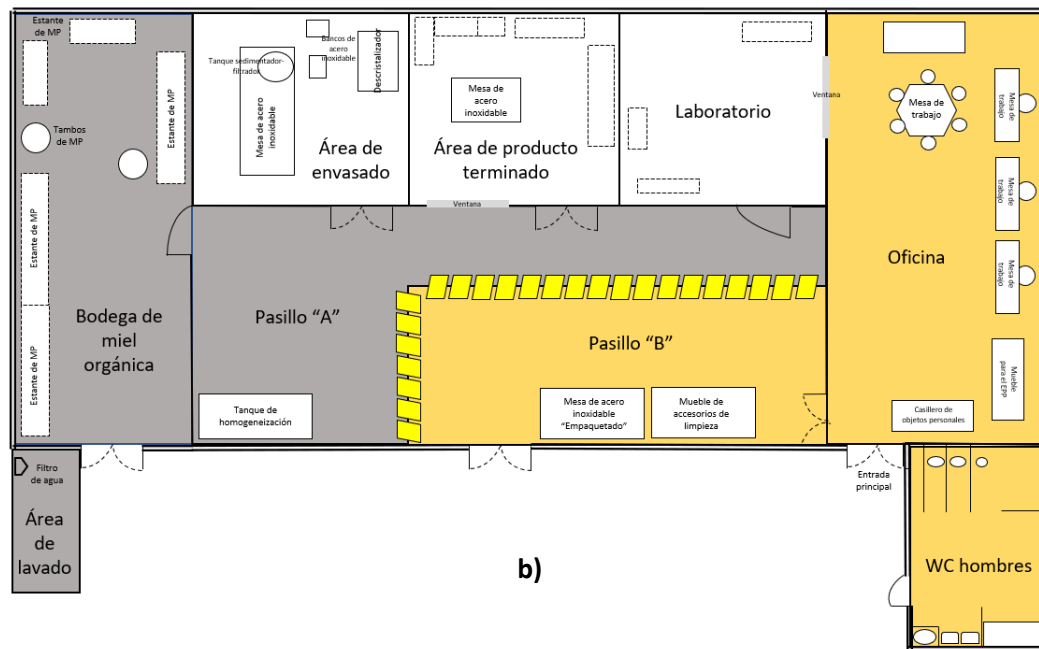 Estante
de MP
Estante de MP
Tambos
de MP
Estante de MP
Estante de MP
Bodega de
miel
orgánica
Filtro
de agua
Área
de
lavado
Bancos de
acero
inoxidable
Tanque sedimentador-
filtrador
Mesa de acero
inoxidable
Descristalizador
Área de
envasado
Mesa de
acero
inoxidable
Área de producto
terminado
Ventana
Laboratorio
Ventana
Pasillo “A”
Tanque de
homogeneización
Pasillo “B”
Mesa de acero
inoxidable
“Empaquetado”
Mueble de
accesorios de
limpieza
Mesa de
trabajo
Mesa de
trabajo
Mesa de
trabajo
Mesa de
trabajo
Oficina
Mueble
para el EPP
Casillero de
objetos personales
Entrada
principal
WC hombres
b)